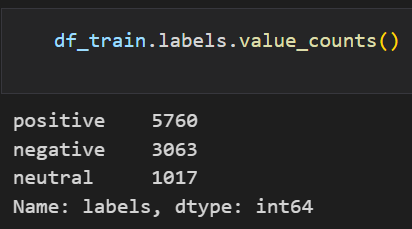 df_train.labels.value_counts()
positive    5760
negative    3063
neutral     1017
Name: labels, dtype: int64